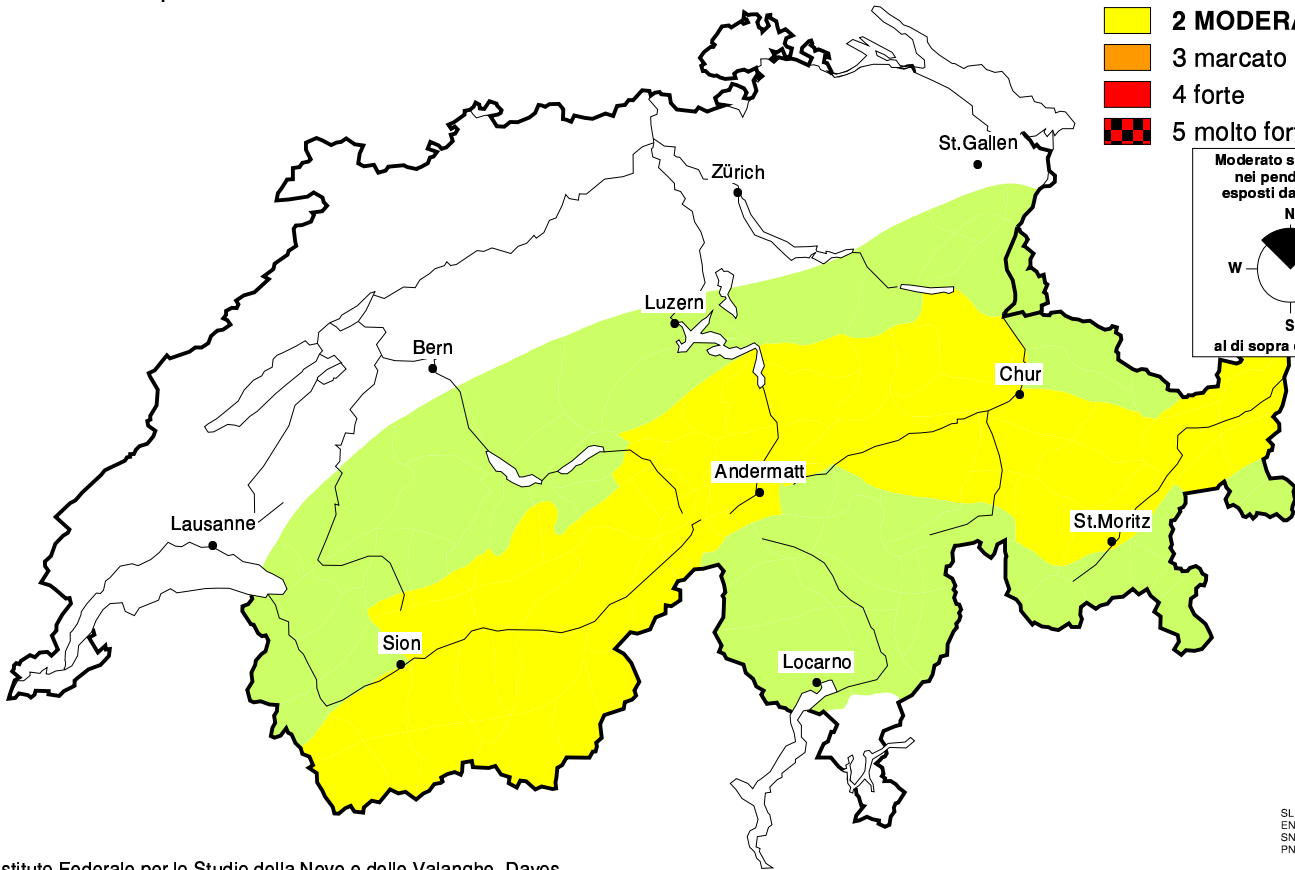 2 MODERA
3 marcato
4 forte
5 molto for
St.Gallen
Moderato s
nei pend
esposti da
N
W
S
al di sopra
Zürich
Luzern
Bern
Chur
Andermatt
Lausanne
St.Moritz
Sion
Locarno
SL
EN
SN
PN
stituto Federale per lo Studio della Neve e delle Valanghe, Davos